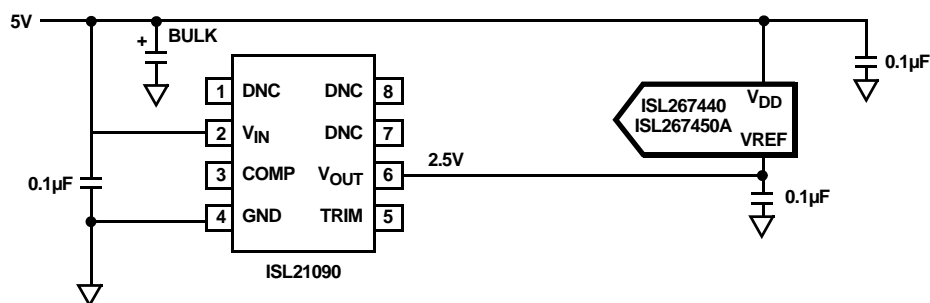 5V
+ BULK
0.1µF
1 DNC DNC 8
2 VIN DNC 7
3 COMP VOUT 6
4 GND TRIM 5
ISL21090
2.5V
ISL267440
ISL267450A
VDD
VREF
0.1µF
0.1µF